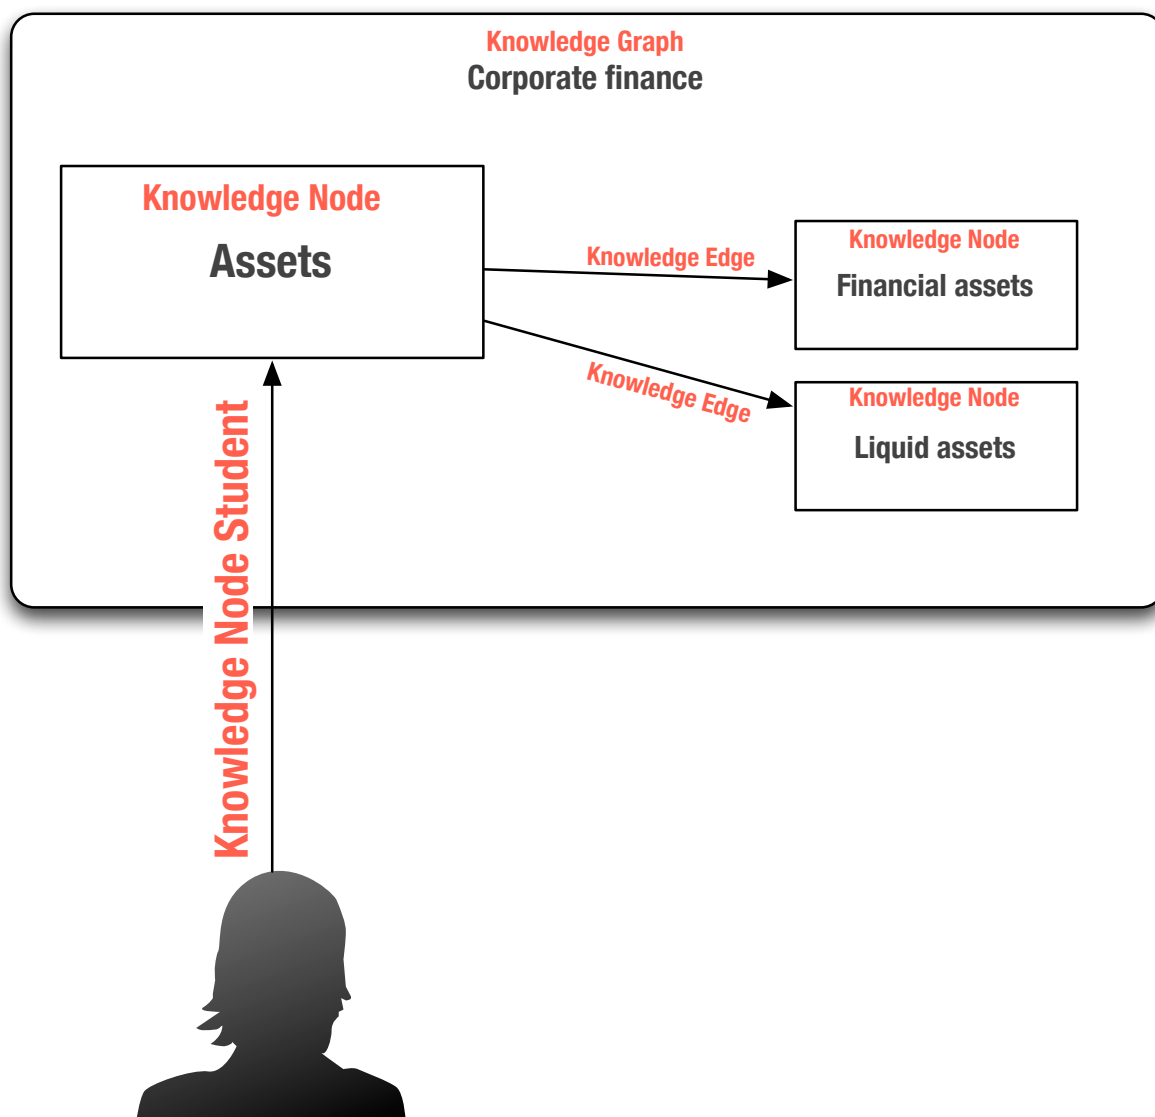 Knowledge Graph
Corporate finance
Knowledge Node
Assets
Knowledge Edge
Knowledge Node
Financial assets
Knowledge Edge
Knowledge Node
Liquid assets
Knowledge Node Student